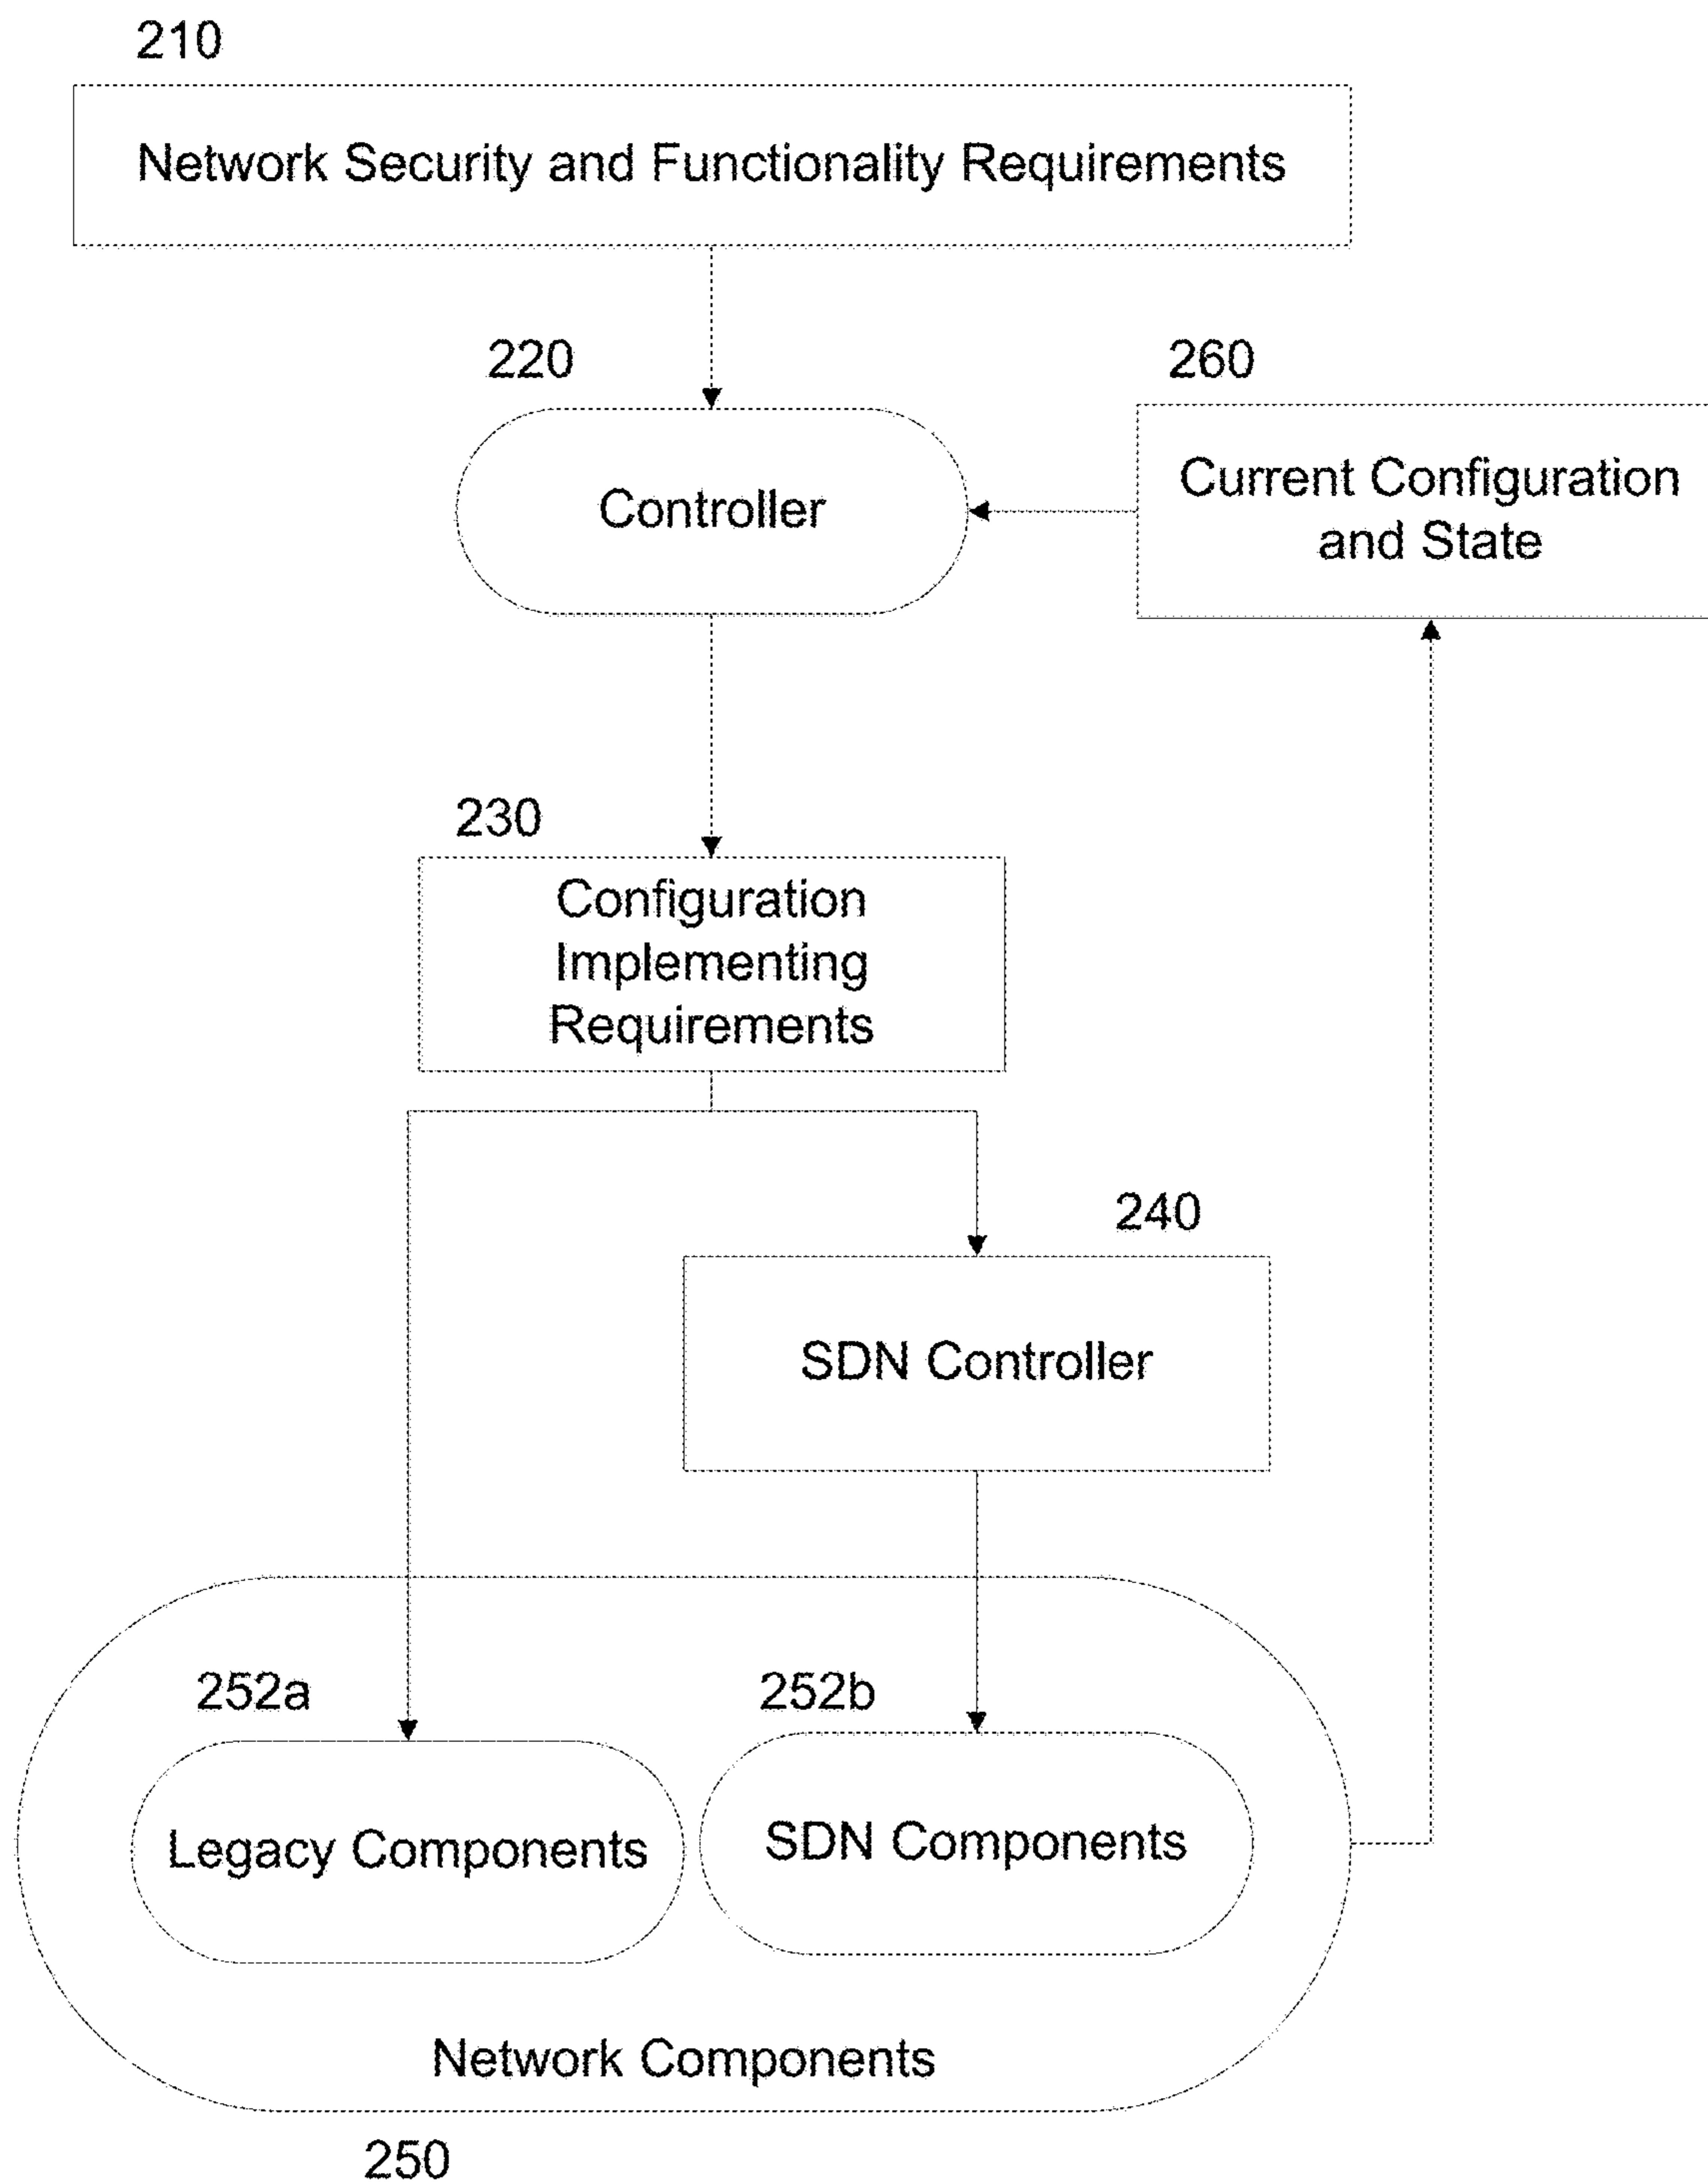 210
Network Security and Functionality Requirements
220
260
Controller
Current Configuration
and State
230
Configuration
Implementing
Requirements
240
SDN Controller
252a
252b
Legacy Components
SDN Components
Network Components
250